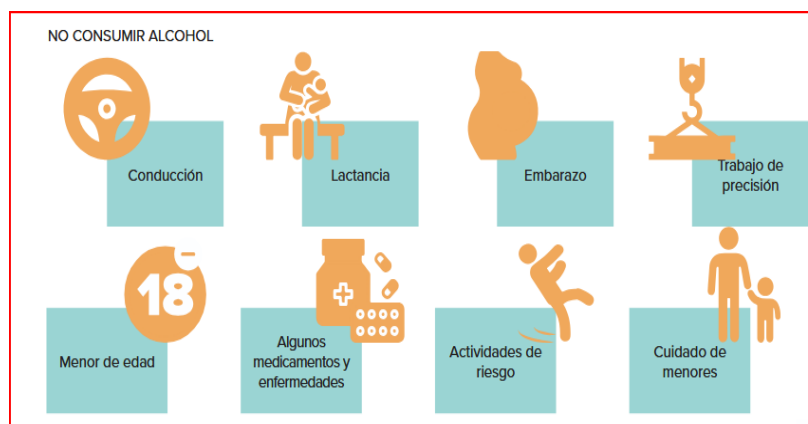 NO CONSUMIR ALCOHOL
Conducción
Lactancia
Embarazo
Trabajo de
precisión
18
Menor de edad
Algunos
medicamentos y
enfermedades
Actividades de
riesgo
Cuidado de
menores